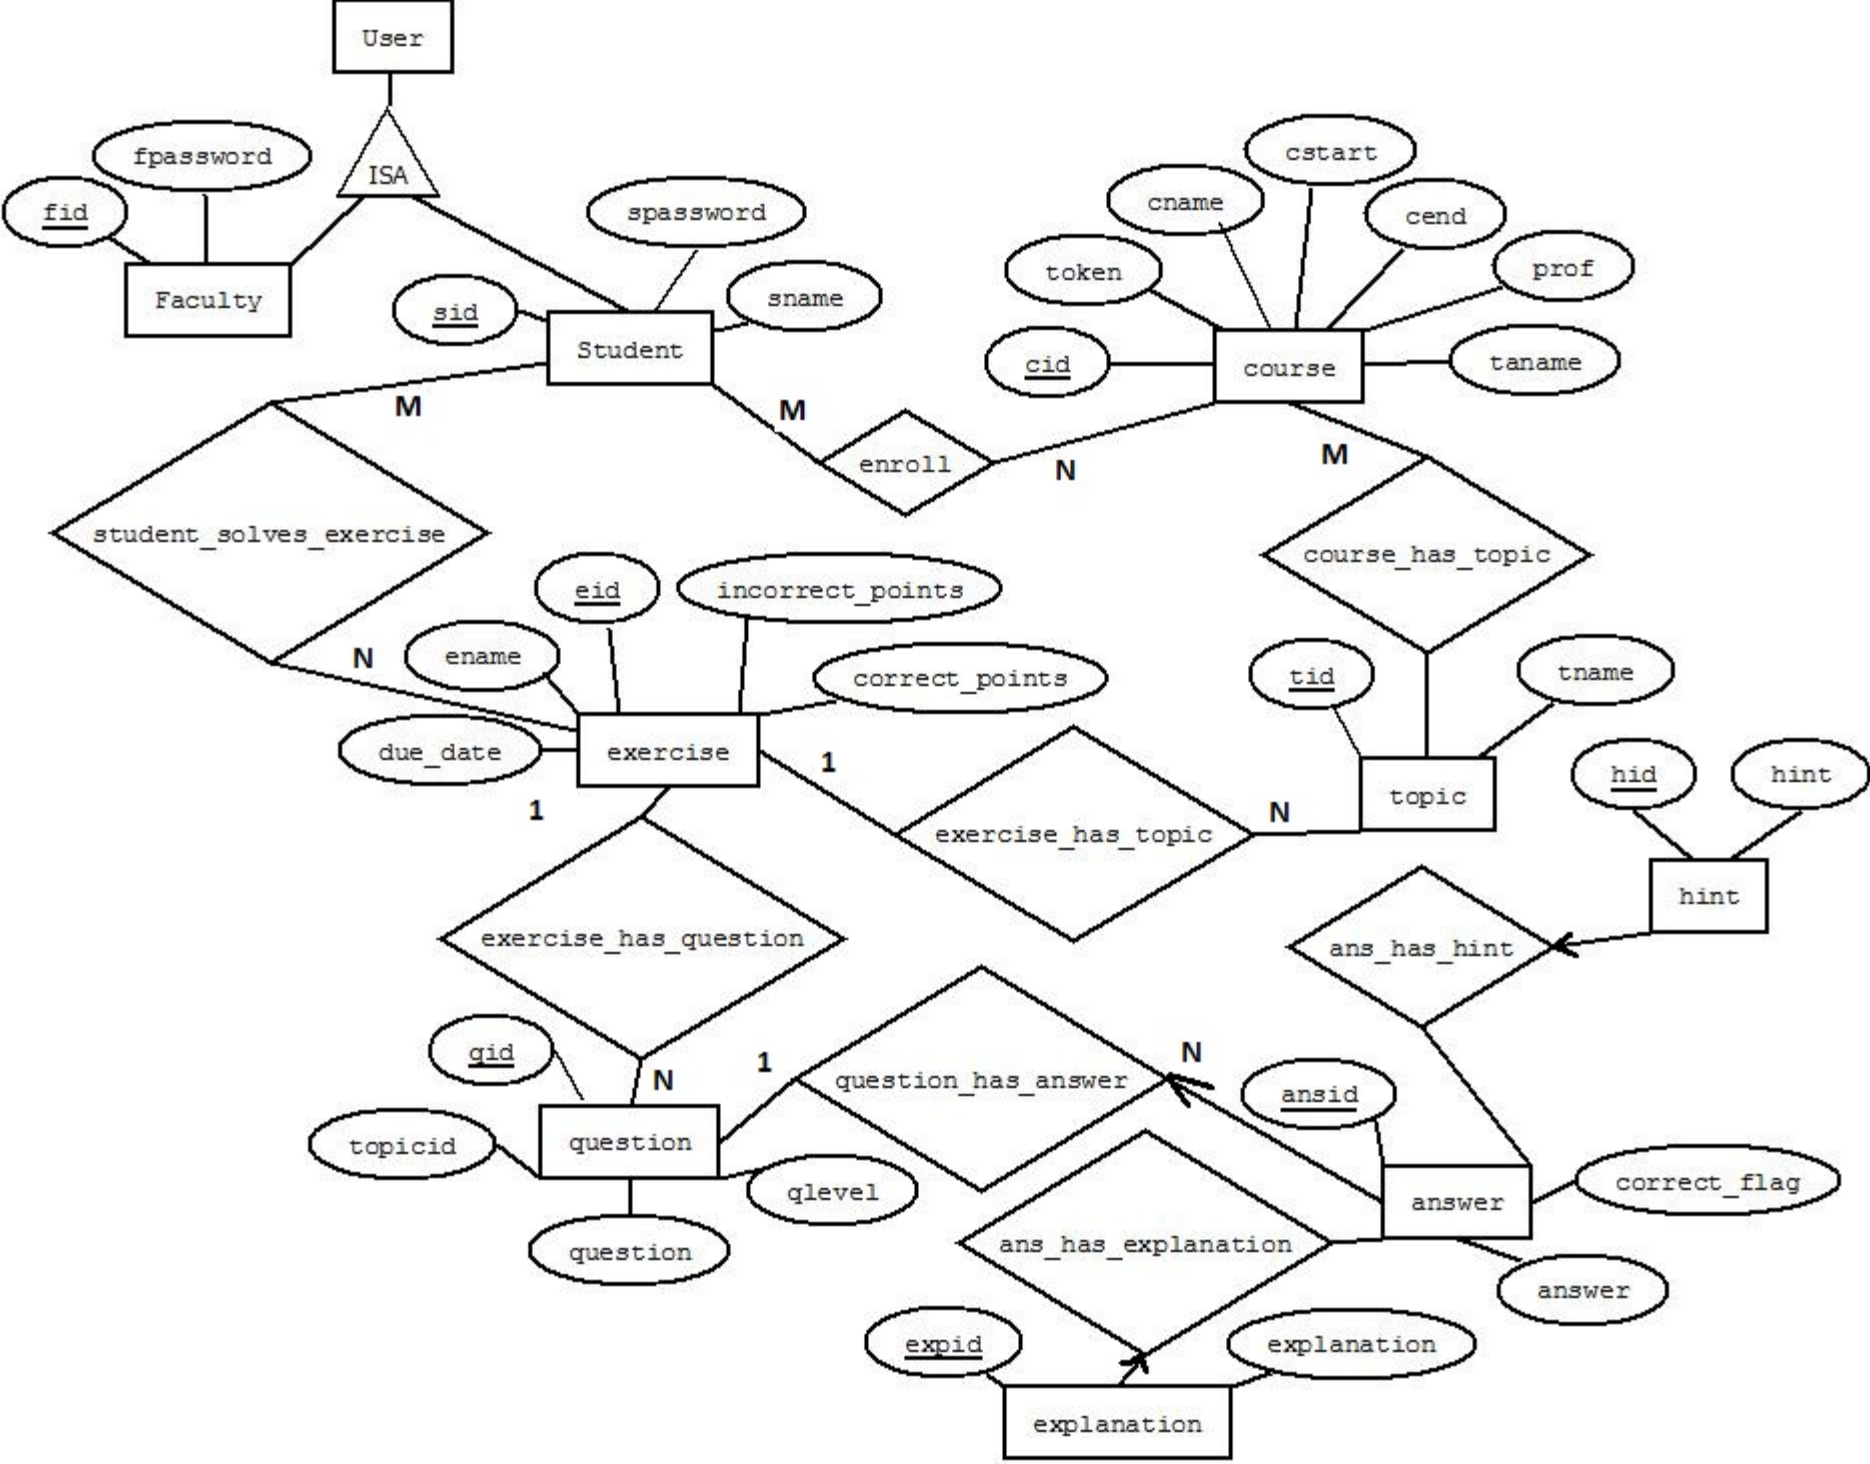 User
ISA
fpassword
fid
Faculty
spassword
sname
sid
Student
cstart
cname
cend
token
prof
cid
course
taname
M
M
enroll
N
M
student_solves_exercise
course_has_topic
eid
incorrect_points
N
ename
correct_points
tid
tname
due_date
exercise
1
topic
hid
hint
1
N
exercise_has_topic
hint
exercise_has_question
ans_has_hint
qid
N
1
question_has_answer
N
ansid
topicid
question
qlevel
correct_flag
answer
question
ans_has_explanation
answer
expid
explanation
explanation